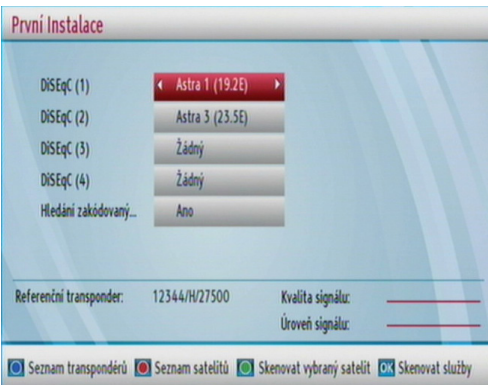 První Instalace
DiSEqC (1) Astra 1 (19.2E)
DiSEqC (2) Astra 3 (23.5E)
DiSEqC (3) Žádný
DiSEqC (4) Žádný
Hledání zakódovaný... Ano
Referenční transponder: 12344/H/27500 Kvalita signálu:
Úroveň signálu:
Seznam transpondérů Seznam satelitů Skenovat vybraný satelit OK Skenovat služby